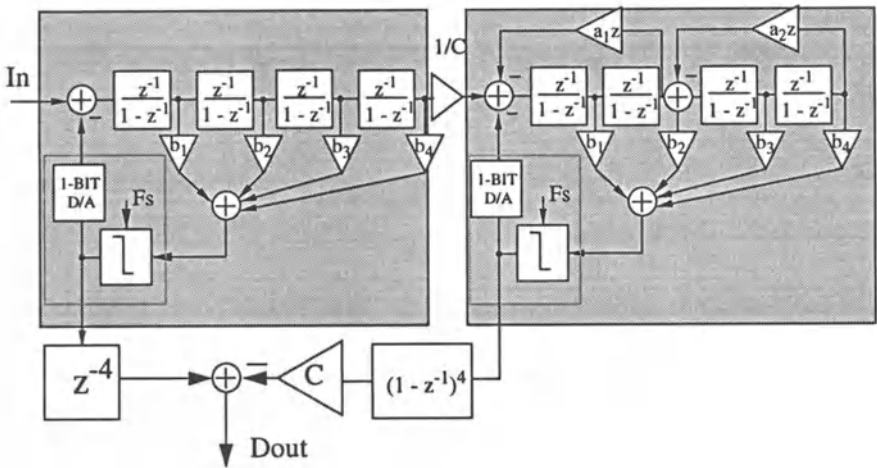 1/C
a₁z
a₂z
In
z⁻¹
1 - z⁻¹
z⁻¹
1 - z⁻¹
z⁻¹
1 - z⁻¹
z⁻¹
1 - z⁻¹
z⁻¹
1 - z⁻¹
z⁻¹
1 - z⁻¹
z⁻¹
1 - z⁻¹
z⁻¹
1 - z⁻¹
+
−
+
−
−
+
−
b₁
b₂
b₃
b₄
b₁
b₂
b₃
b₄
1-BIT
D/A
Fs
+
1-BIT
D/A
Fs
+
z⁻⁴
+
−
C
(1 - z⁻¹)⁴
Dout